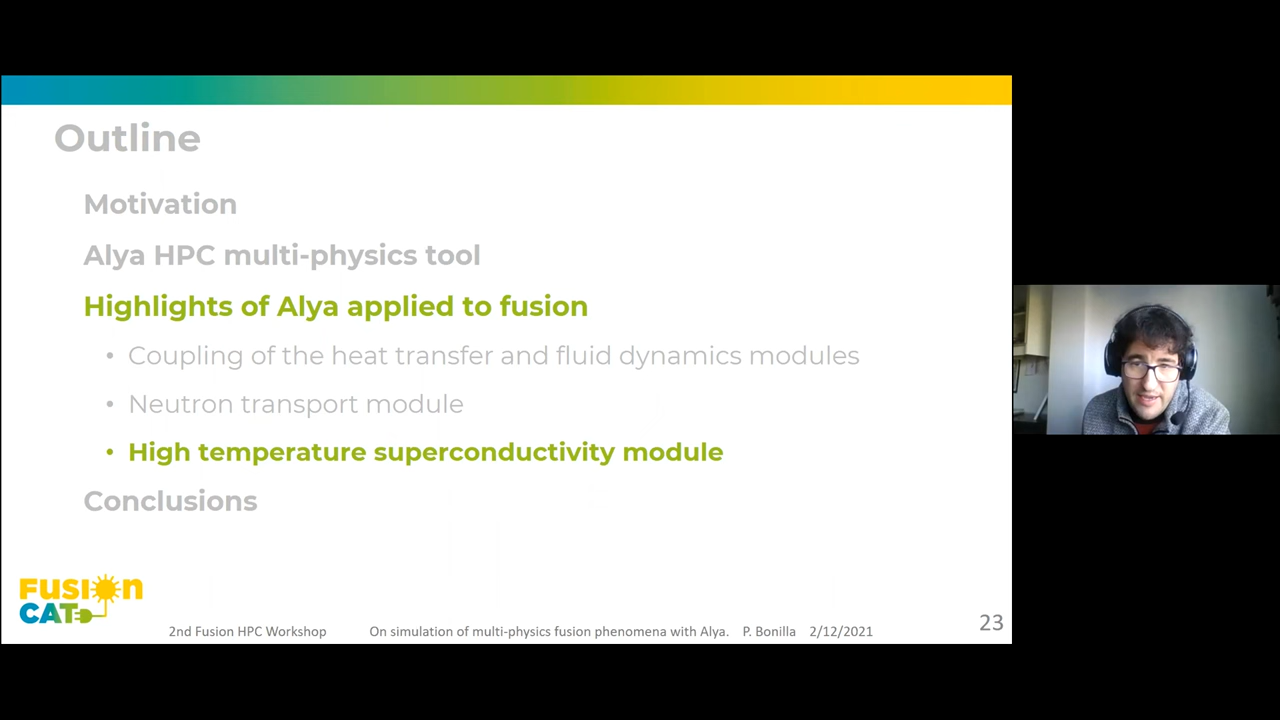 Outline
Motivation
Alya HPC multi-physics tool
Highlights of Alya applied to fusion
• Coupling of the heat transfer and fluid dynamics modules
• Neutron transport module
• High temperature superconductivity module
Conclusions
FUSION
CAT
2nd Fusion HPC Workshop On simulation of multi-physics fusion phenomena with Alya. P. Bonilla 2/12/2021
23